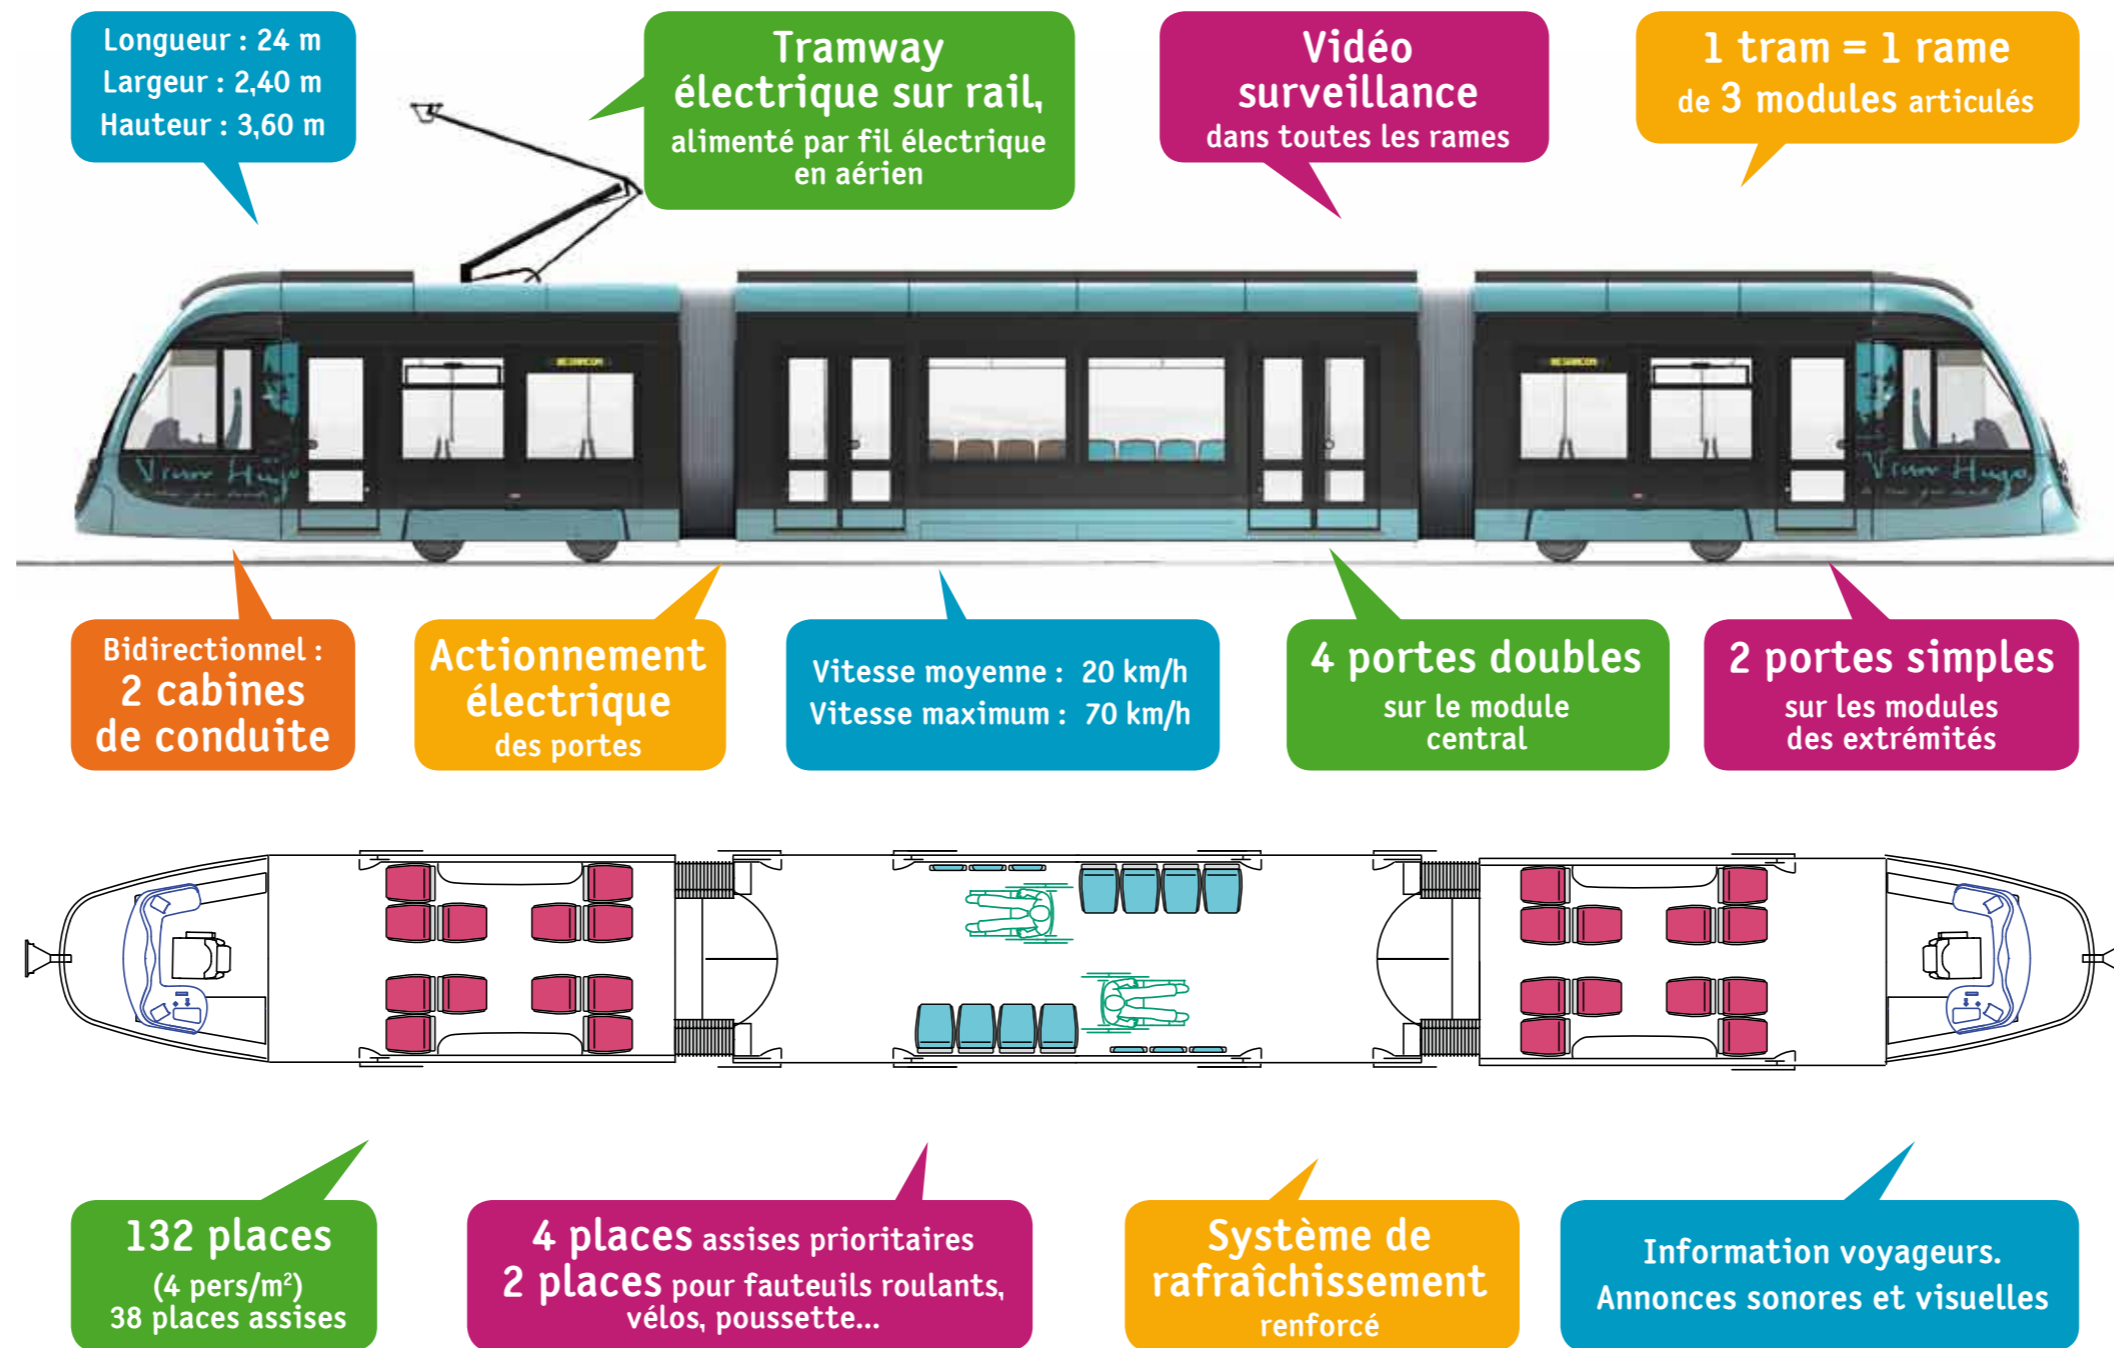 Longueur : 24 m
Largeur : 2,40 m
Hauteur : 3,60 m
Tramway
électrique sur rail,
alimenté par fil électrique
en aérien
Vidéo
surveillance
dans toutes les rames
1 tram = 1 rame
de 3 modules articulés
Victor Hugo
Victor Hugo
Bidirectionnel :
2 cabines
de conduite
Actionnement
électrique
des portes
Vitesse moyenne : 20 km/h
Vitesse maximum : 70 km/h
4 portes doubles
sur le module
central
2 portes simples
sur les modules
des extrémités
132 places
(4 pers/m²)
38 places assises
4 places assises prioritaires
2 places pour fauteuils roulants,
vélos, poussette...
Système de
rafraîchissement
renforcé
Information voyageurs.
Annonces sonores et visuelles